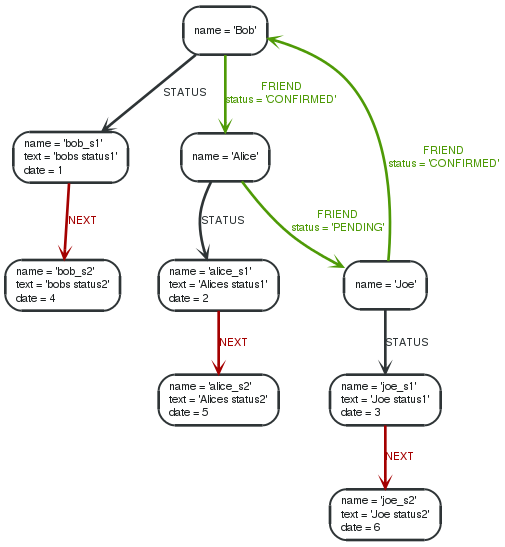 name = 'Bob'
STATUS
FRIEND
status = 'CONFIRMED'
name = 'bob_s1'
text = 'bobs status1'
date = 1
name = 'Alice'
FRIEND
status = 'CONFIRMED'
NEXT
STATUS
FRIEND
status = 'PENDING'
name = 'bob_s2'
text = 'bobs status2'
date = 4
name = 'alice_s1'
text = 'Alices status1'
date = 2
name = 'Joe'
NEXT
STATUS
name = 'alice_s2'
text = 'Alices status2'
date = 5
name = 'joe_s1'
text = 'Joe status1'
date = 3
NEXT
name = 'joe_s2'
text = 'Joe status2'
date = 6